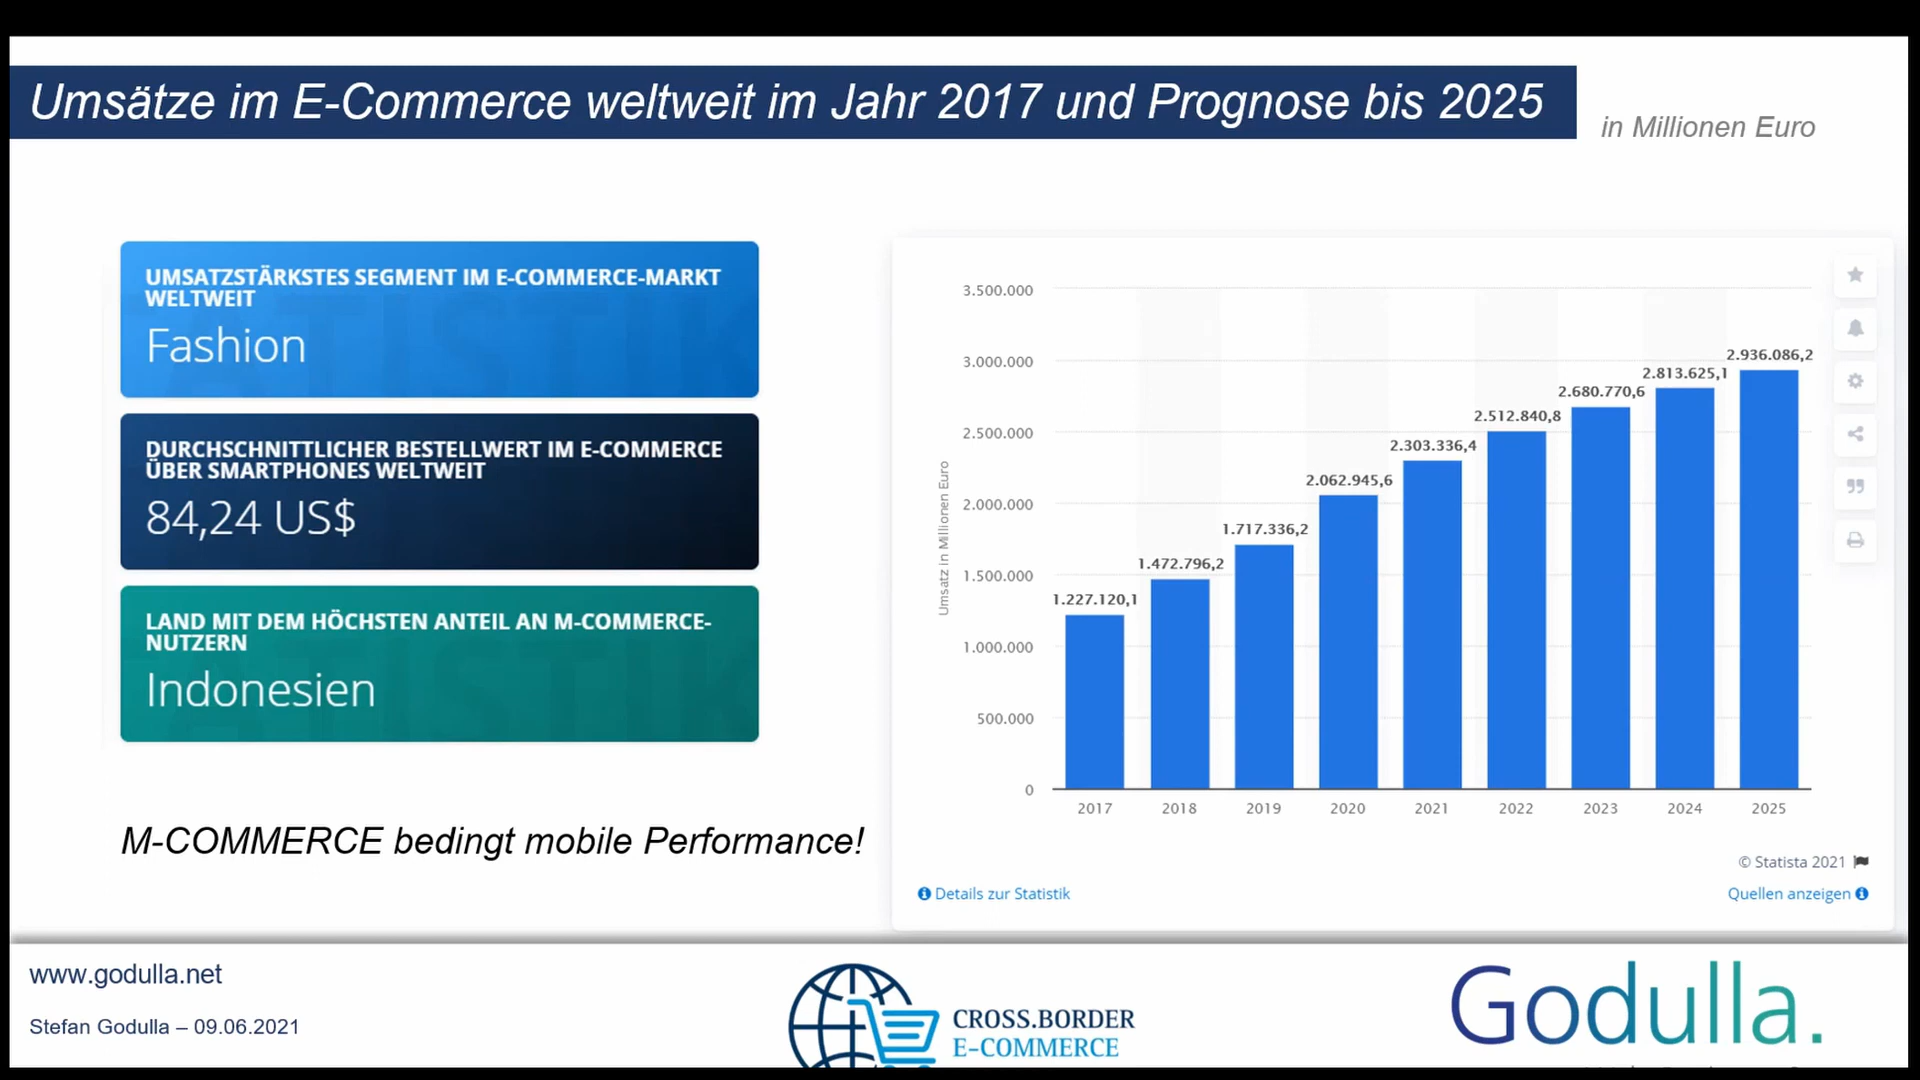 Umsätze im E-Commerce weltweit im Jahr 2017 und Prognose bis 2025
in Millionen Euro
UMSATZSTÄRKSTES SEGMENT IM E-COMMERCE-MARKT
WELTWEIT
Fashion
DURCHSCHNITTLICHER BESTELLWERT IM E-COMMERCE
ÜBER SMARTPHONES WELTWEIT
84,24 US$
LAND MIT DEM HÖCHSTEN ANTEIL AN M-COMMERCE-
NUTZERN
Indonesien
M-COMMERCE bedingt mobile Performance!
Umsatz in Millionen Euro
3.500.000
3.000.000
2.500.000
2.000.000
1.500.000
1.000.000
500.000
0
1.227.120,1
1.472.796,2
1.717.336,2
2.062.945,6
2.303.336,4
2.512.840,8
2.680.770,6
2.813.625,1
2.936.086,2
2017 2018 2019 2020 2021 2022 2023 2024 2025
© Statista 2021
Details zur Statistik
Quellen anzeigen
www.godulla.net
Stefan Godulla – 09.06.2021
CROSS.BORDER
E-COMMERCE
Godulla.